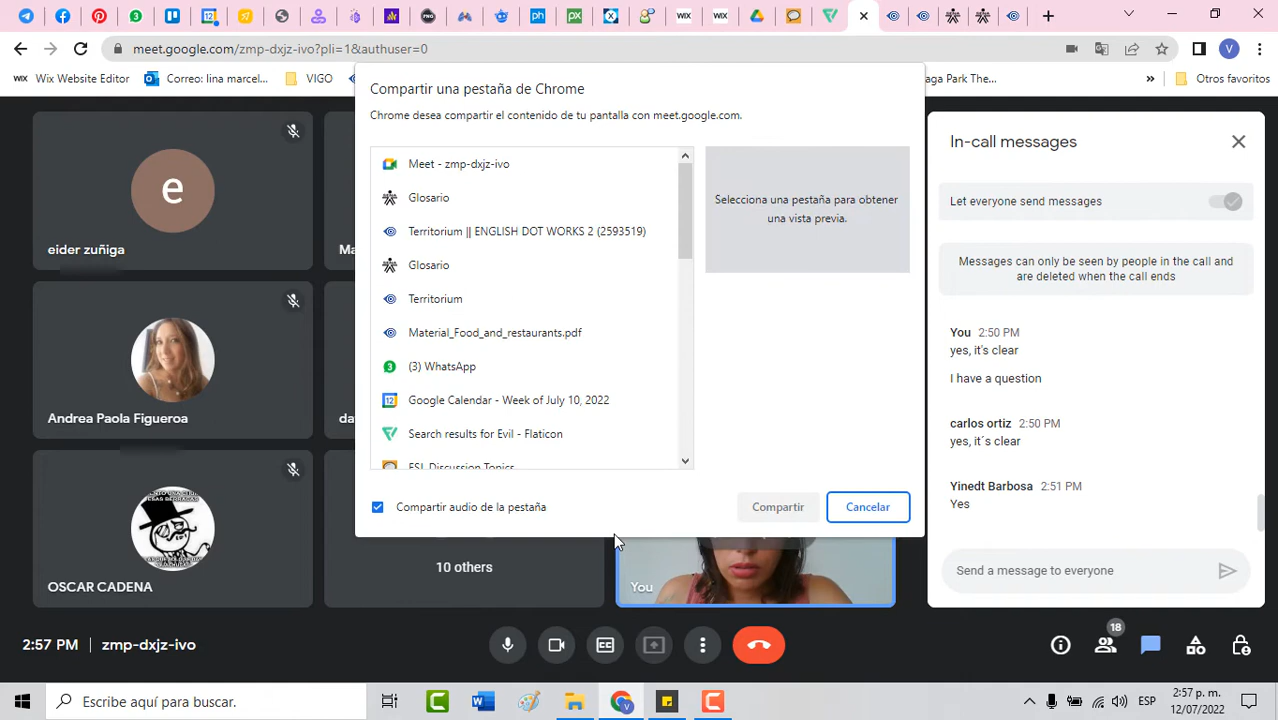 meet.google.com/zmp-dxjz-ivo?pli=1&authuser=0
Wix Website Editor
Correo: lina marcel...
VIGO
aga Park The...
»
Otros favoritos
Compartir una pestaña de Chrome
Chrome desea compartir el contenido de tu pantalla con meet.google.com.
Meet - zmp-dxjz-ivo
Glosario
Territorium || ENGLISH DOT WORKS 2 (2593519)
Glosario
Territorium
Material_Food_and_restaurants.pdf
(3) WhatsApp
Google Calendar - Week of July 10, 2022
Search results for Evil - Flaticon
ESL Discussion Topics
Selecciona una pestaña para obtener
una vista previa.
Compartir audio de la pestaña
Compartir
Cancelar
e
eider zuñiga
Ma
Andrea Paola Figueroa
da
OSCAR CADENA
10 others
You
In-call messages
Let everyone send messages
Messages can only be seen by people in the call and
are deleted when the call ends
You 2:50 PM
yes, it's clear
I have a question
carlos ortiz 2:50 PM
yes, it´s clear
Yinedt Barbosa 2:51 PM
Yes
Send a message to everyone
2:57 PM | zmp-dxjz-ivo
18
Escribe aquí para buscar.
ESP
2:57 p. m.
12/07/2022